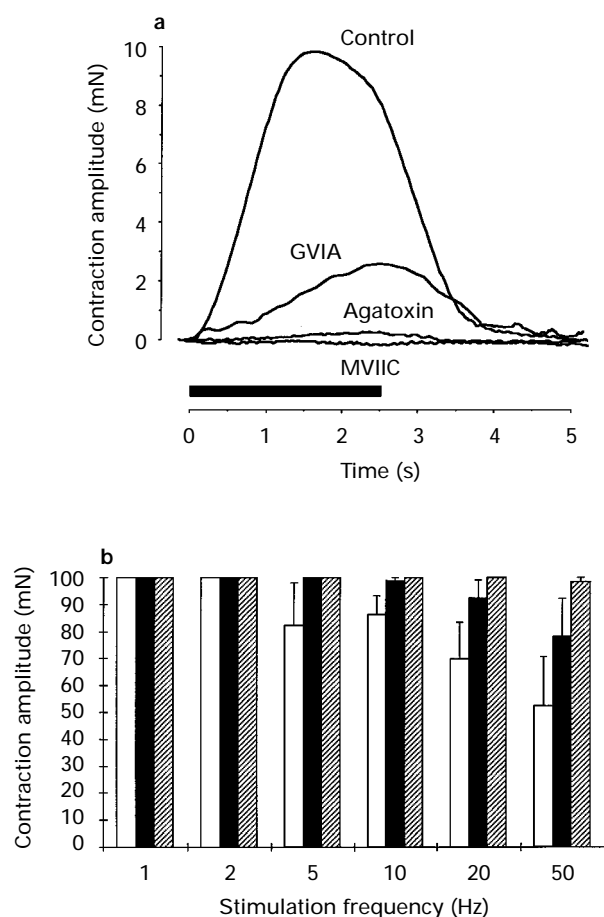 a
Contraction amplitude (mN)
10
8
6
4
2
0
Control
GVIA
Agatoxin
MVIIC
0 1 2 3 4 5
Time (s)
b
Contraction amplitude (mN)
100
90
80
70
60
50
40
30
20
10
0
1 2 5 10 20 50
Stimulation frequency (Hz)